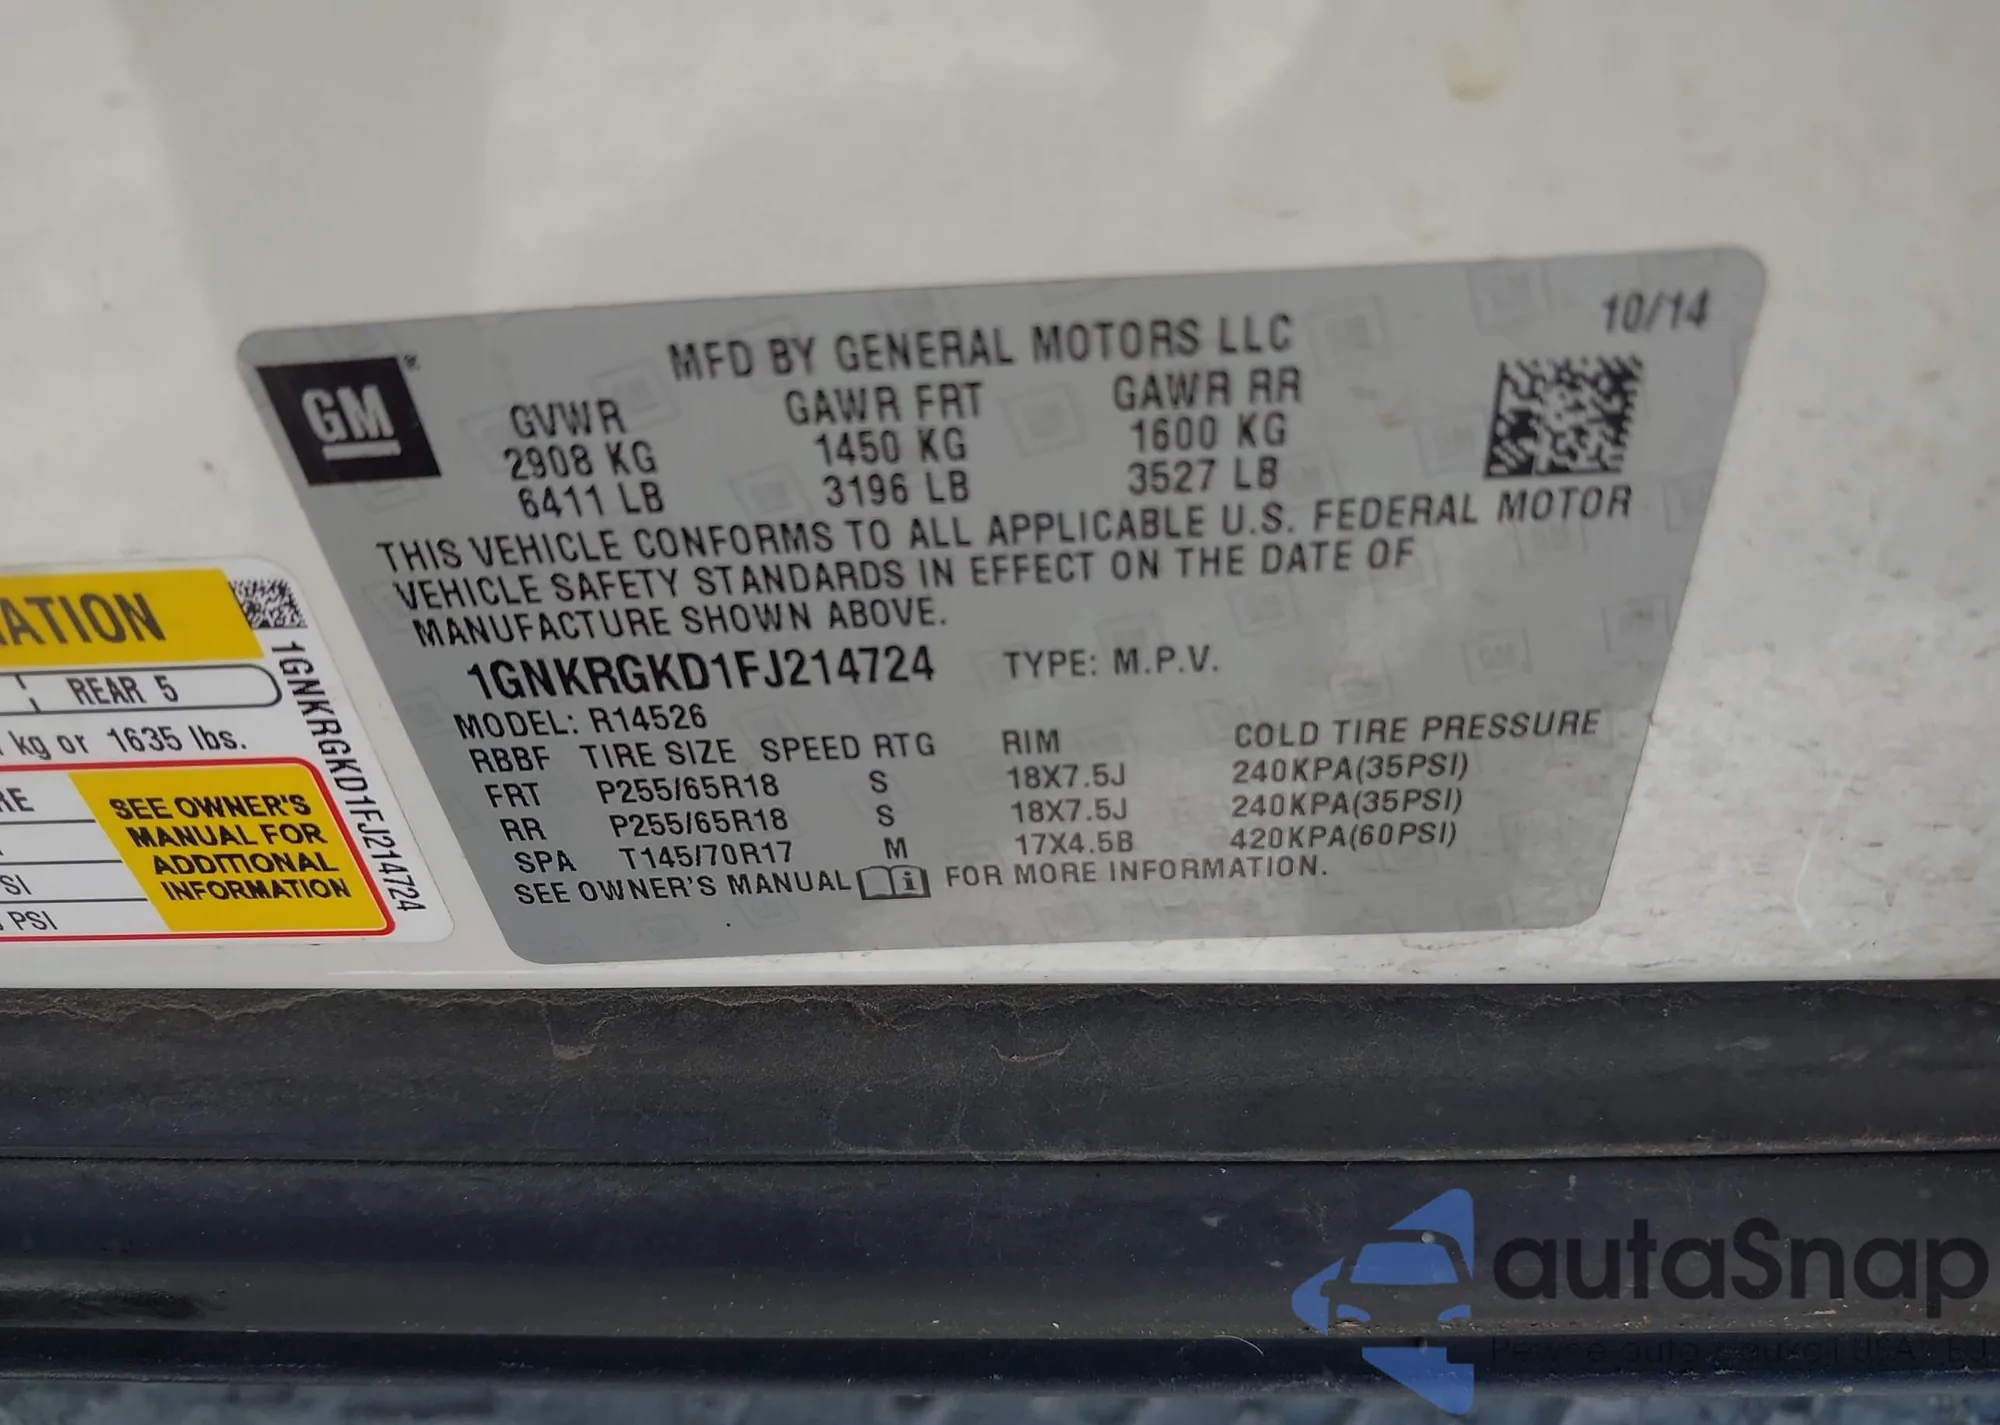 10/14
GM
MFD BY GENERAL MOTORS LLC
GVWR GAWR FRT GAWR RR
2908 KG 1450 KG 1600 KG
6411 LB 3196 LB 3527 LB
THIS VEHICLE CONFORMS TO ALL APPLICABLE U.S. FEDERAL MOTOR
VEHICLE SAFETY STANDARDS IN EFFECT ON THE DATE OF
MANUFACTURE SHOWN ABOVE.
1GNKRGKD1FJ214724 TYPE: M.P.V.
MODEL: R14526
RBBF TIRE SIZE SPEED RTG RIM COLD TIRE PRESSURE
FRT P255/65R18 S 18X7.5J 240KPA(35PSI)
RR P255/65R18 S 18X7.5J 240KPA(35PSI)
SPA T145/70R17 M 17X4.5B 420KPA(60PSI)
SEE OWNER'S MANUAL i FOR MORE INFORMATION.
ATION
REAR 5
kg or 1635 lbs.
RE
SI
PSI
SEE OWNER'S
MANUAL FOR
ADDITIONAL
INFORMATION
1GNKRGKD1FJ214724
autaSnap